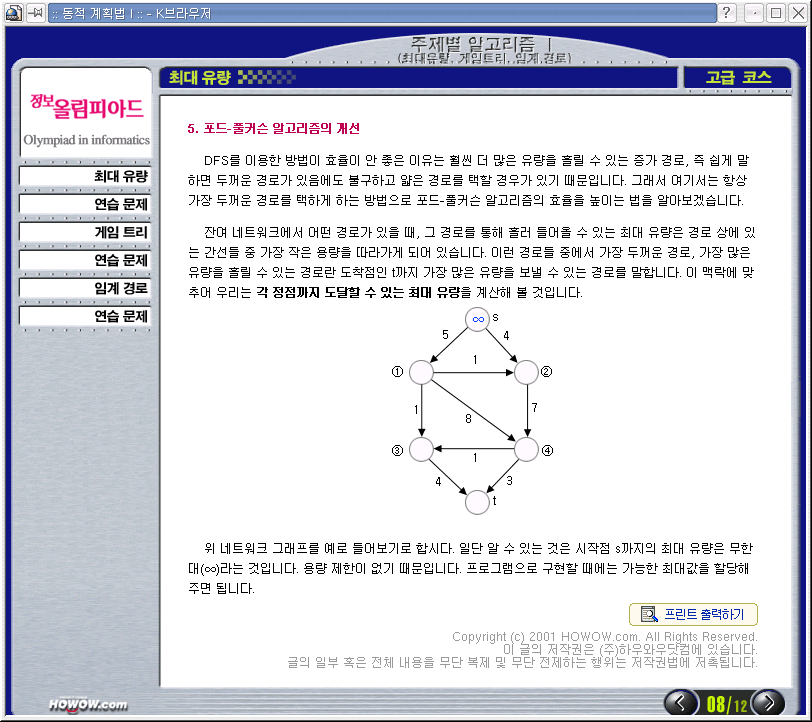 :: 동적 계획법 I :: - K브라우저
주제별 알고리즘 |
(최대유량, 게임트리, 임계경로)
최대 유량
고급 코스
정보올림피아드
Olympiad in informatics
최대 유량
연습 문제
게임 트리
연습 문제
임계 경로
연습 문제
5. 포드-풀커슨 알고리즘의 개선
DFS를 이용한 방법이 효율이 안 좋은 이유는 훨씬 더 많은 유량을 흘릴 수 있는 증가 경로, 즉 쉽게 말
하면 두꺼운 경로가 있음에도 불구하고 얇은 경로를 택할 경우가 있기 때문입니다. 그래서 여기서는 항상
가장 두꺼운 경로를 택하게 하는 방법으로 포드-풀커슨 알고리즘의 효율을 높이는 법을 알아보겠습니다.
잔여 네트워크에서 어떤 경로가 있을 때, 그 경로를 통해 흘러 들어올 수 있는 최대 유량은 경로 상에 있
는 간선들 중 가장 작은 용량을 따라가게 되어 있습니다. 이런 경로들 중에서 가장 두꺼운 경로, 가장 많은
유량을 흘릴 수 있는 경로란 도착점인 t까지 가장 많은 유량을 보낼 수 있는 경로를 말합니다. 이 맥락에 맞
추어 우리는 각 정점까지 도달할 수 있는 최대 유량을 계산해 볼 것입니다.
∞ s
5 4
1
① ②
1 7
8
③ ④
1
4 3
t
위 네트워크 그래프를 예로 들어보기로 합시다. 일단 알 수 있는 것은 시작점 s까지의 최대 유량은 무한
대(∞)라는 것입니다. 용량 제한이 없기 때문입니다. 프로그램으로 구현할 때에는 가능한 최대값을 할당해
주면 됩니다.
프린트 출력하기
Copyright (c) 2001 HOWOW.com. All Rights Reserved.
이 글의 저작권은 (주)하우와우닷컴에 있습니다.
글의 일부 혹은 전체 내용을 무단 복제 및 무단 전제하는 행위는 저작권법에 저촉됩니다.
HOWOW.com
08/12